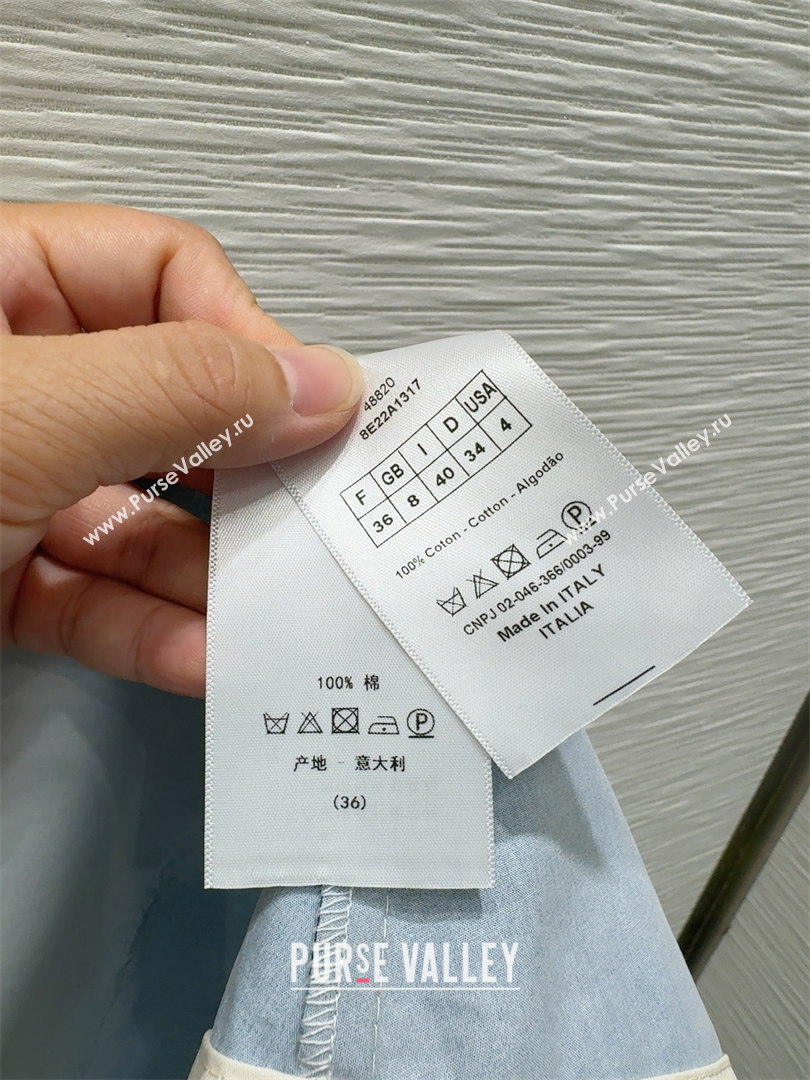 48820
8E22A1317
F GB I D USA
36 8 40 34 4
100% Coton - Cotton - Algodão
P
CNPJ 02-046-366/0003-99
Made in ITALY
ITALIA
100% 棉
P
产地 - 意大利
(36)
www.PurseValley.ru
www.PurseValley.ru
PURSE VALLEY